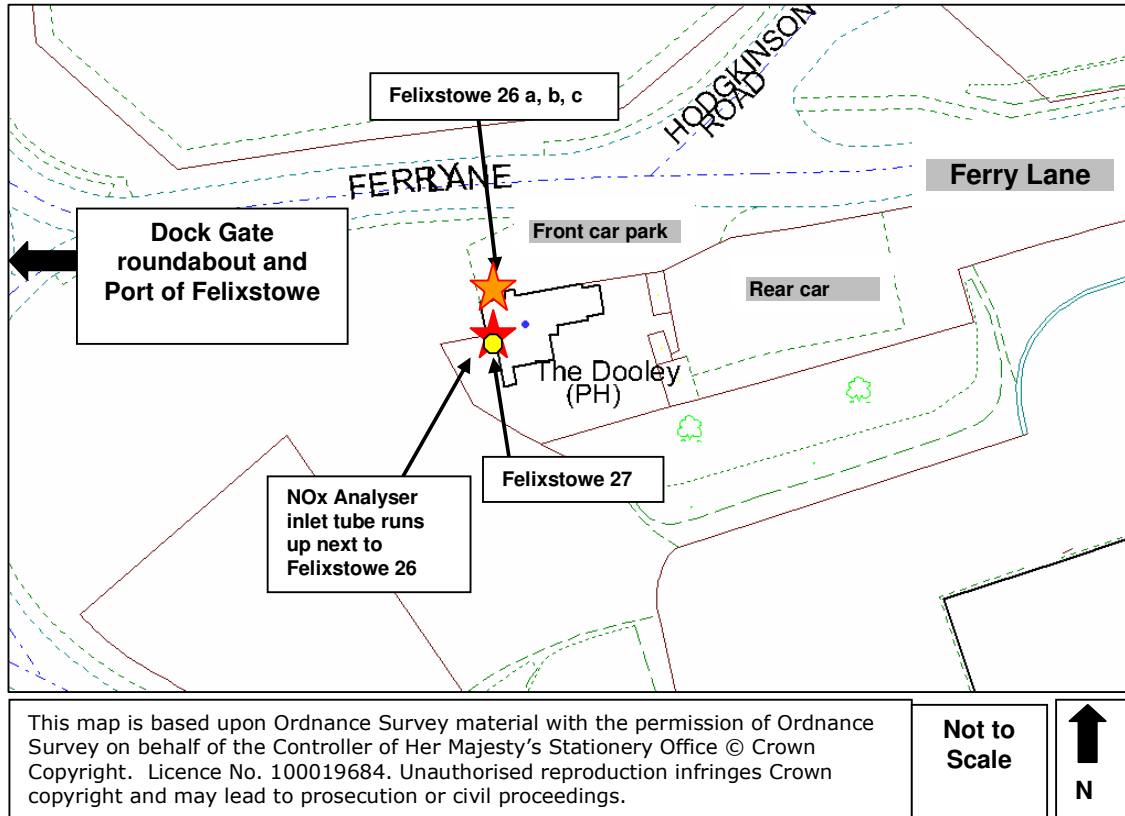 Felixstowe 26 a, b, c
HODGKINSON
ROAD
FERRY LANE
Ferry Lane
Dock Gate
roundabout and
Port of Felixstowe
Front car park
Rear car
The Dooley
(PH)
Felixstowe 27
NOx Analyser
inlet tube runs
up next to
Felixstowe 26
This map is based upon Ordnance Survey material with the permission of Ordnance
Survey on behalf of the Controller of Her Majesty's Stationery Office © Crown
Copyright. Licence No. 100019684. Unauthorised reproduction infringes Crown
copyright and may lead to prosecution or civil proceedings.
Not to
Scale
N